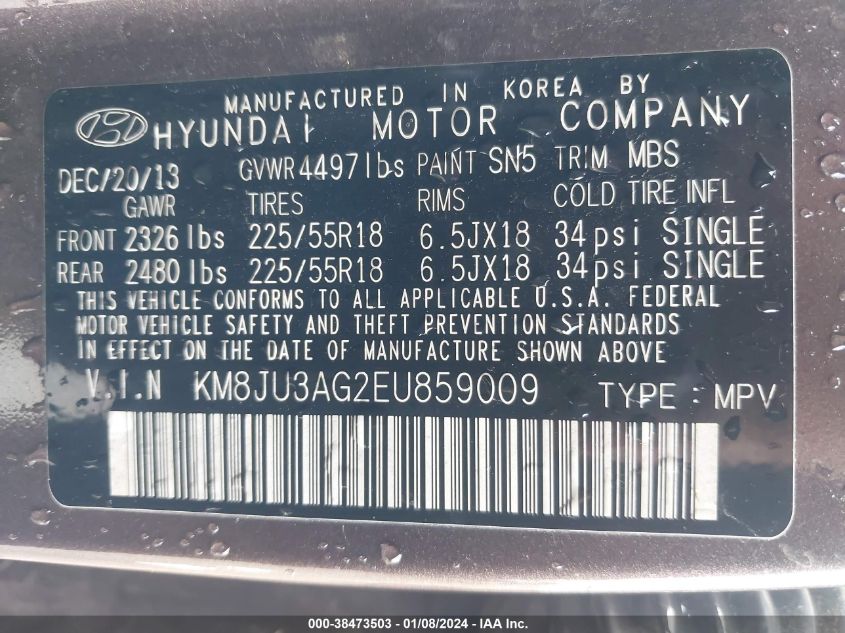 MANUFACTURED IN KOREA BY
HYUNDAI MOTOR COMPANY
DEC/20/13 GVWR 4497lbs PAINT SN5 TRIM MBS
GAWR TIRES RIMS COLD TIRE INFL
FRONT 2326 lbs 225/55R18 6.5JX18 34psi SINGLE
REAR 2480 lbs 225/55R18 6.5JX18 34psi SINGLE
THIS VEHICLE CONFORMS TO ALL APPLICABLE U.S.A. FEDERAL
MOTOR VEHICLE SAFETY AND THEFT PREVENTION STANDARDS
IN EFFECT ON THE DATE OF MANUFACTURE SHOWN ABOVE
V.I.N KM8JU3AG2EU859009 TYPE : MPV
000-38473503 - 01/08/2024 - IAA Inc.